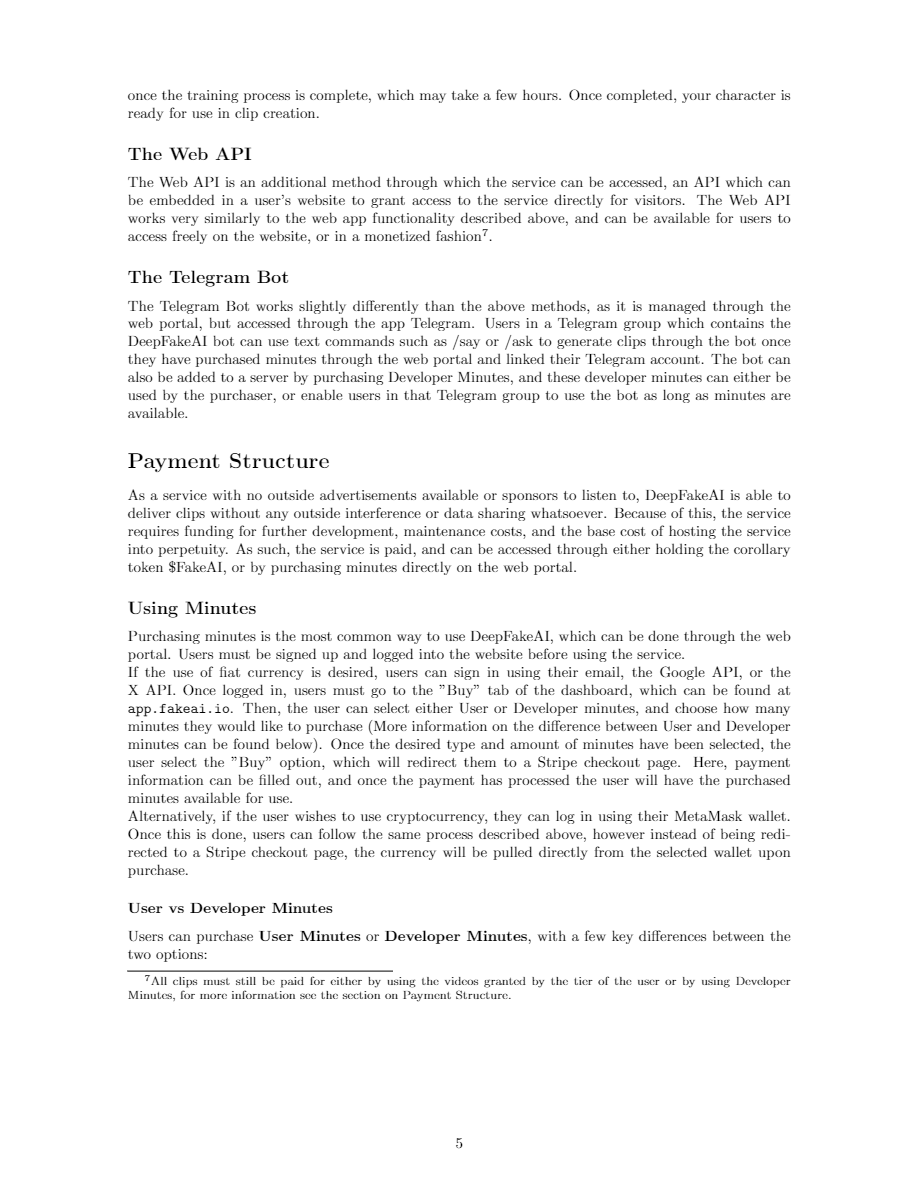 once the training process is complete, which may take a few hours. Once completed, your character is
ready for use in clip creation.
The Web API
The Web API is an additional method through which the service can be accessed, an API which can
be embedded in a user's website to grant access to the service directly for visitors. The Web API
works very similarly to the web app functionality described above, and can be available for users to
access freely on the website, or in a monetized fashion7.
The Telegram Bot
The Telegram Bot works slightly differently than the above methods, as it is managed through the
web portal, but accessed through the app Telegram. Users in a Telegram group which contains the
DeepFakeAI bot can use text commands such as /say or /ask to generate clips through the bot once
they have purchased minutes through the web portal and linked their Telegram account. The bot can
also be added to a server by purchasing Developer Minutes, and these developer minutes can either be
used by the purchaser, or enable users in that Telegram group to use the bot as long as minutes are
available.
Payment Structure
As a service with no outside advertisements available or sponsors to listen to, DeepFakeAI is able to
deliver clips without any outside interference or data sharing whatsoever. Because of this, the service
requires funding for further development, maintenance costs, and the base cost of hosting the service
into perpetuity. As such, the service is paid, and can be accessed through either holding the corollary
token $FakeAI, or by purchasing minutes directly on the web portal.
Using Minutes
Purchasing minutes is the most common way to use DeepFakeAI, which can be done through the web
portal. Users must be signed up and logged into the website before using the service.
If the use of fiat currency is desired, users can sign in using their email, the Google API, or the
X API. Once logged in, users must go to the ”Buy” tab of the dashboard, which can be found at
app.fakeai.io. Then, the user can select either User or Developer minutes, and choose how many
minutes they would like to purchase (More information on the difference between User and Developer
minutes can be found below). Once the desired type and amount of minutes have been selected, the
user select the ”Buy” option, which will redirect them to a Stripe checkout page. Here, payment
information can be filled out, and once the payment has processed the user will have the purchased
minutes available for use.
Alternatively, if the user wishes to use cryptocurrency, they can log in using their MetaMask wallet.
Once this is done, users can follow the same process described above, however instead of being redi-
rected to a Stripe checkout page, the currency will be pulled directly from the selected wallet upon
purchase.
User vs Developer Minutes
Users can purchase User Minutes or Developer Minutes, with a few key differences between the
two options:
7All clips must still be paid for either by using the videos granted by the tier of the user or by using Developer
Minutes, for more information see the section on Payment Structure.
5